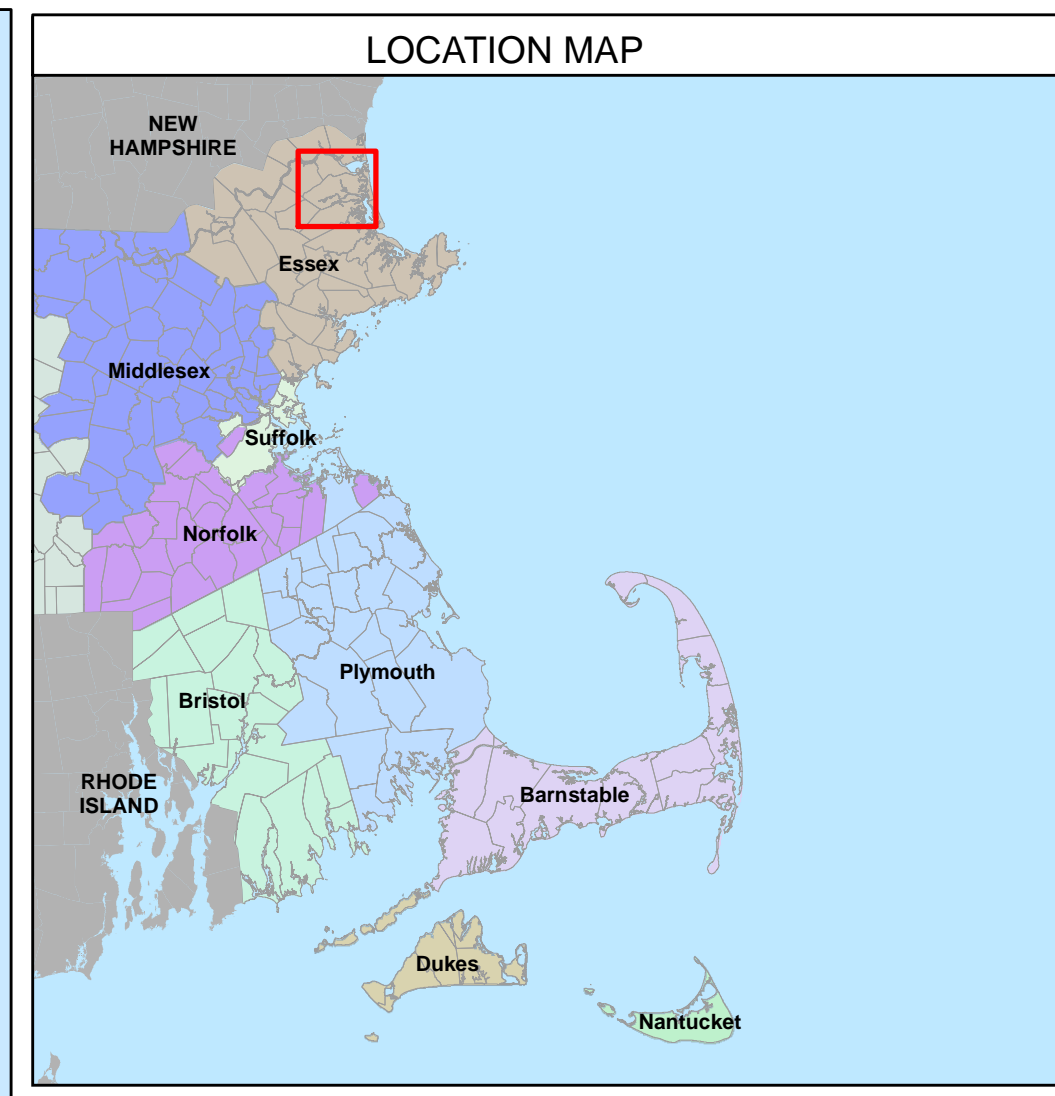 LOCATION MAP
NEW
HAMPSHIRE
Essex
Middlesex
Suffolk
Norfolk
Plymouth
Bristol
RHODE
ISLAND
Barnstable
Dukes
Nantucket